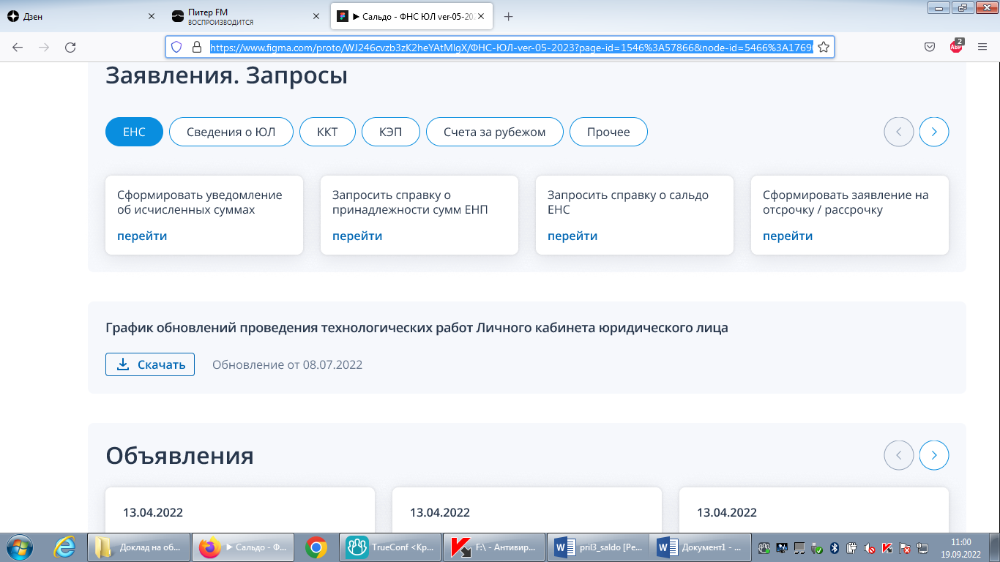 Дзен
Питер FM
ВОСПРОИЗВОДИТСЯ
Сальдо - ФНС ЮЛ ver-05-20
https://www.figma.com/proto/WJ246cvzb3zK2heYAtMIgX/ФНС-ЮЛ-ver-05-2023?page-id=1546%3A57866&node-id=5466%3A1769
ABP
2
Заявления. Запросы
ЕНС
Сведения о ЮЛ
ККТ
КЭП
Счета за рубежом
Прочее
Сформировать уведомление
об исчисленных суммах
перейти
Запросить справку о
принадлежности сумм ЕНП
перейти
Запросить справку о сальдо
ЕНС
перейти
Сформировать заявление на
отсрочку / рассрочку
перейти
График обновлений проведения технологических работ Личного кабинета юридического лица
Скачать
Обновление от 08.07.2022
Объявления
13.04.2022
13.04.2022
13.04.2022
Доклад на об...
Сальдо - Ф...
TrueConf <Кр...
F:\ - Антивир...
pril3_saldo [Ре...
Документ1 - ...
11:00
19.09.2022